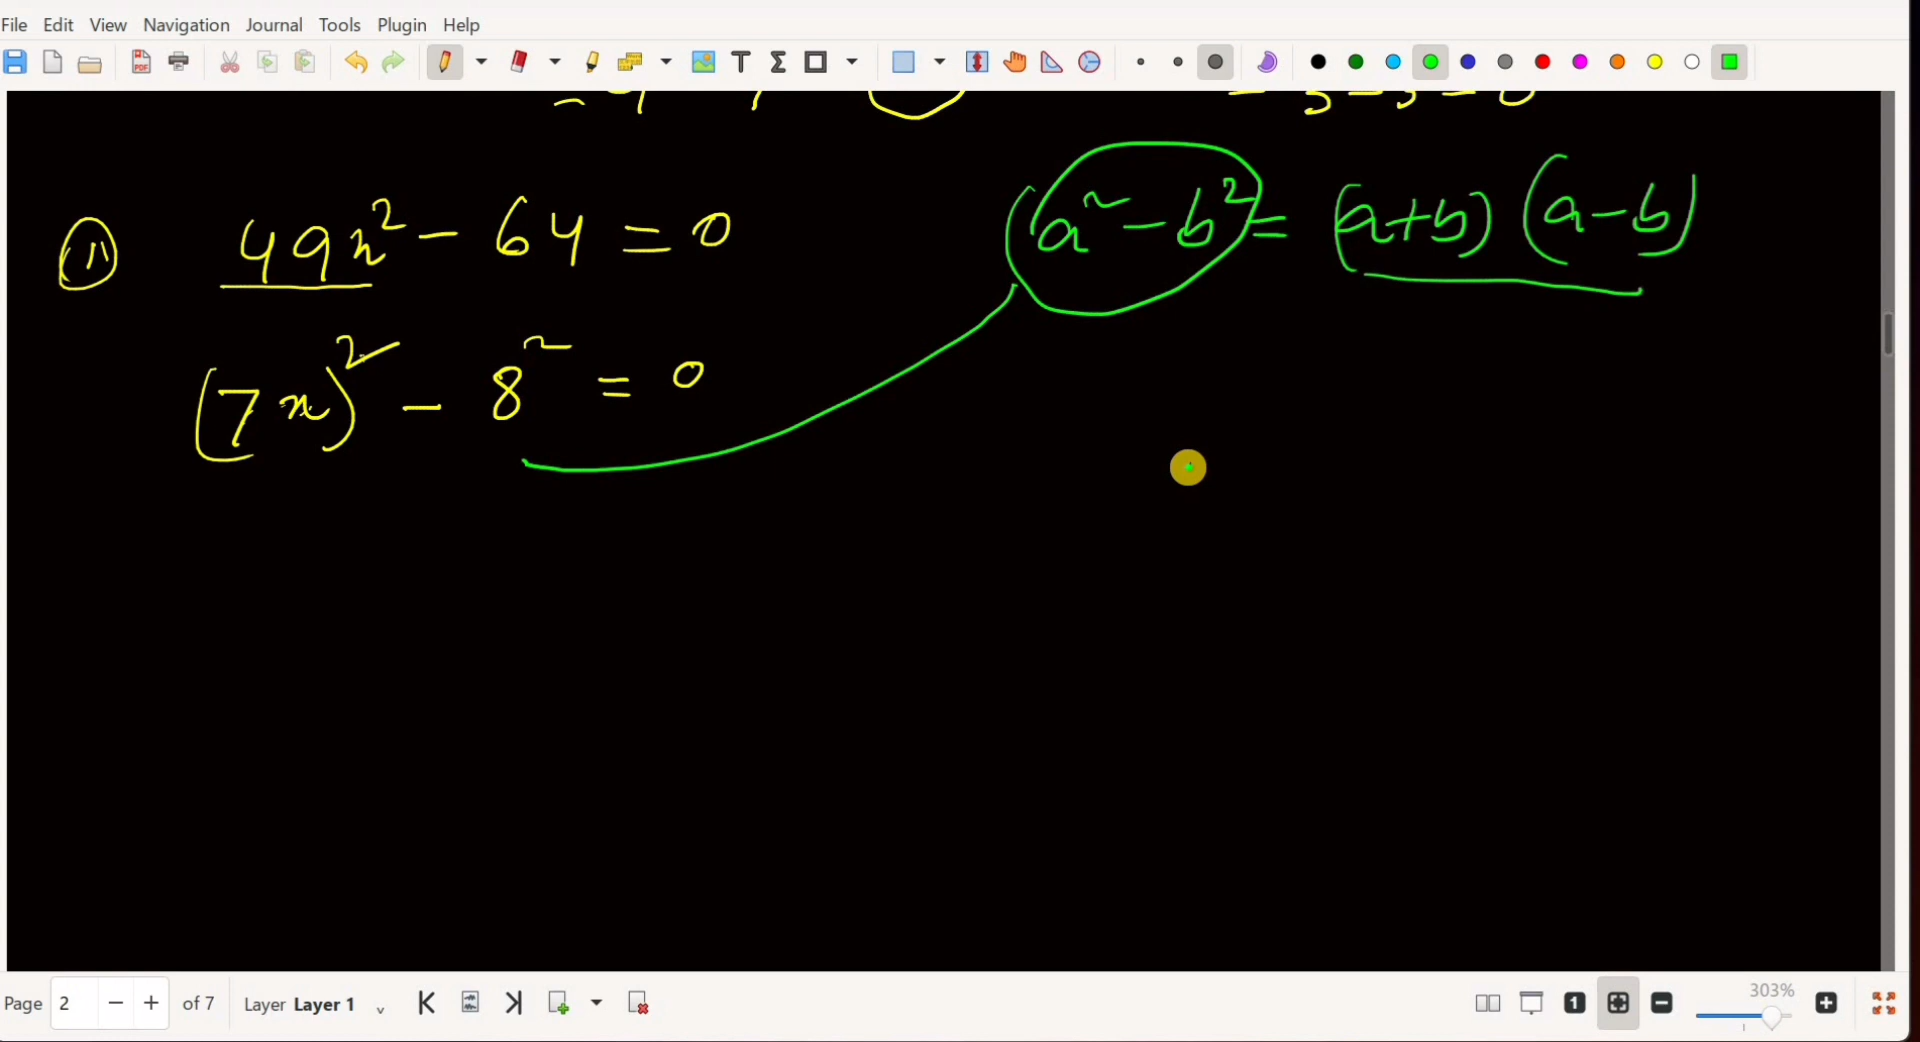 File Edit View Navigation Journal Tools Plugin Help
(ii) 49x² - 64 = 0
(a² - b² = (a+b) (a-b)
(7x)² - 8² = 0
Page 2 of 7 Layer Layer 1 303%